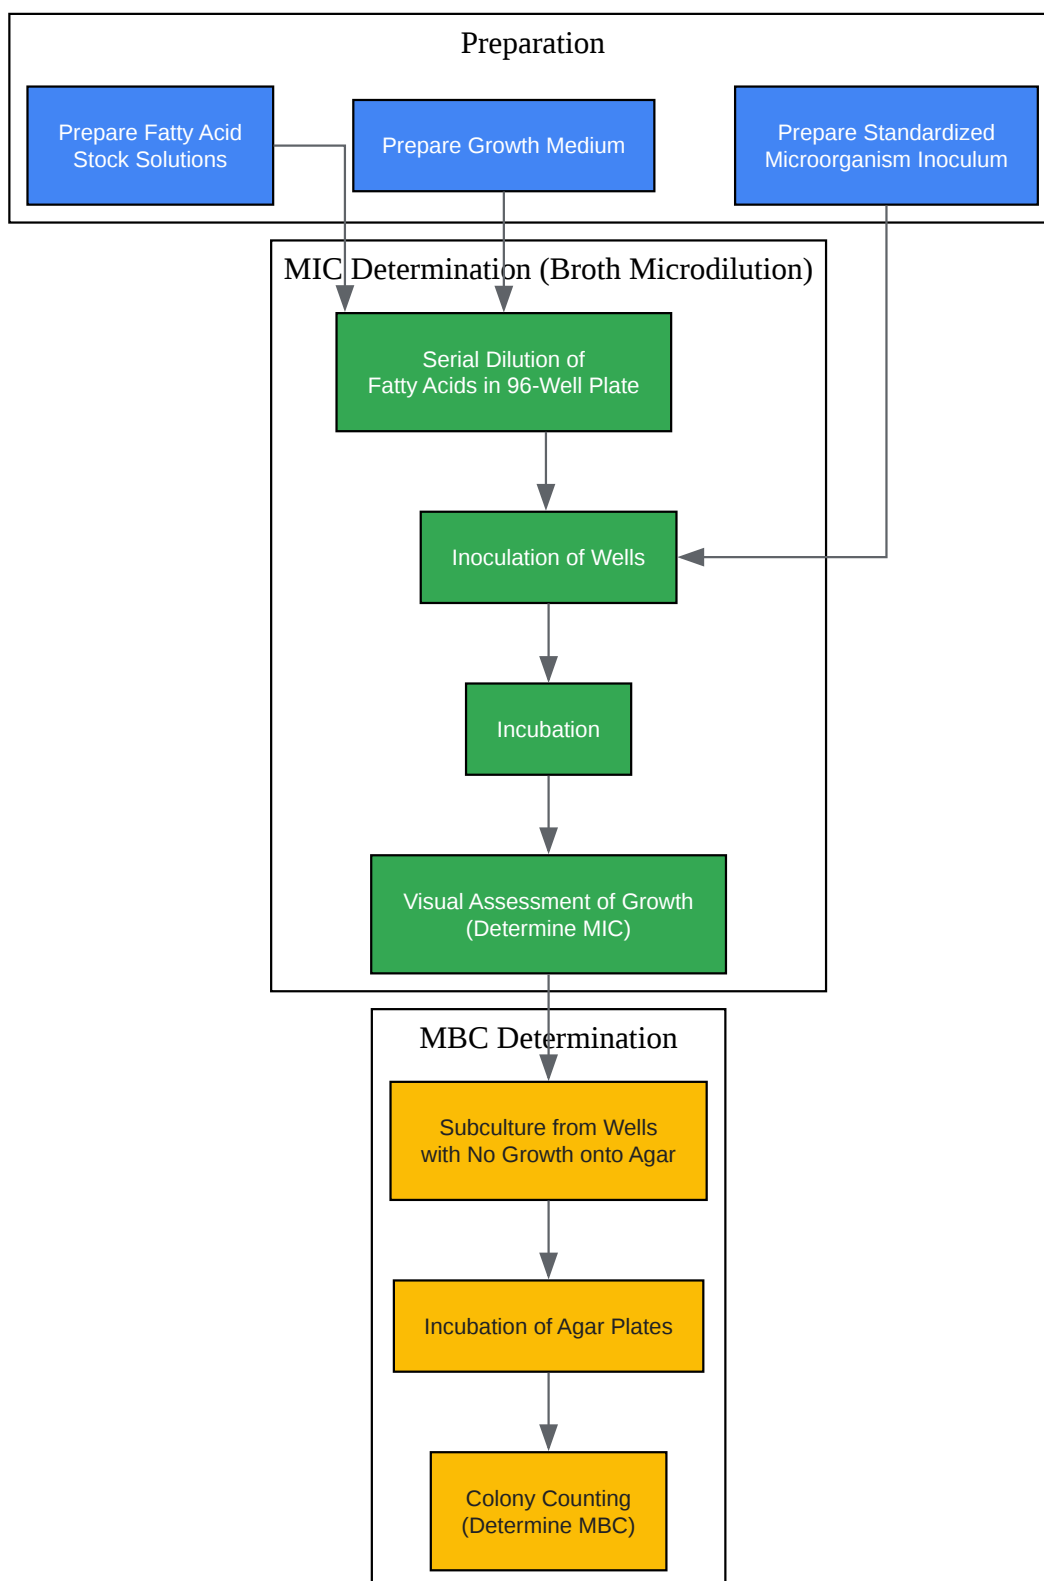 Preparation
Prepare Fatty Acid
Stock Solutions
Prepare Growth Medium
Prepare Standardized
Microorganism Inoculum
MIC Determination (Broth Microdilution)
Serial Dilution of
Fatty Acids in 96-Well Plate
Inoculation of Wells
Incubation
Visual Assessment of Growth
(Determine MIC)
MBC Determination
Subculture from Wells
with No Growth onto Agar
Incubation of Agar Plates
Colony Counting
(Determine MBC)